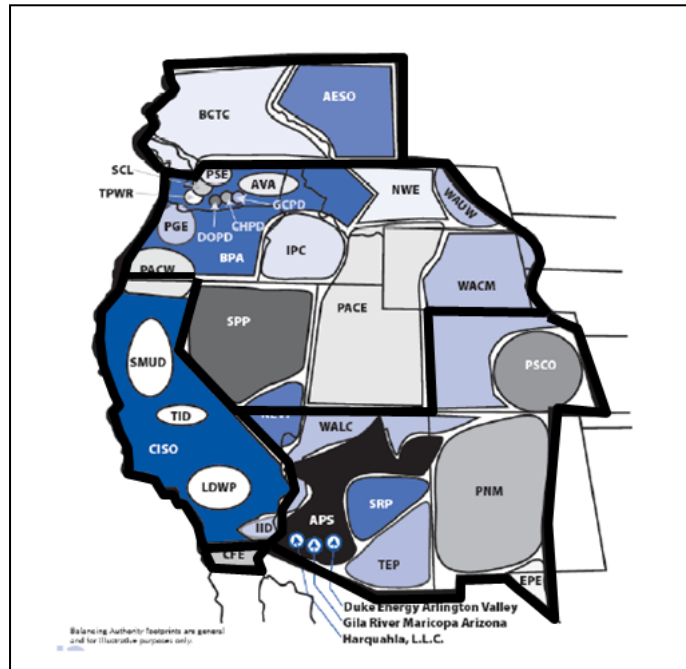 BCTC
AESO
SCL
PSE
TPWR
AVA
GCPD
NWE
WAUW
PGE
CHPD
DOPD
BPA
IPC
PACW
WACM
PACE
SPP
SMUD
PSCO
TID
WALC
CISO
LDWP
SRP
PNM
IID
APS
CFE
TEP
EPE
Duke Energy Arlington Valley
Gila River Maricopa Arizona
Harquahla, L.L.C.
Balancing Authority footprints are general
and for illustrative purposes only.